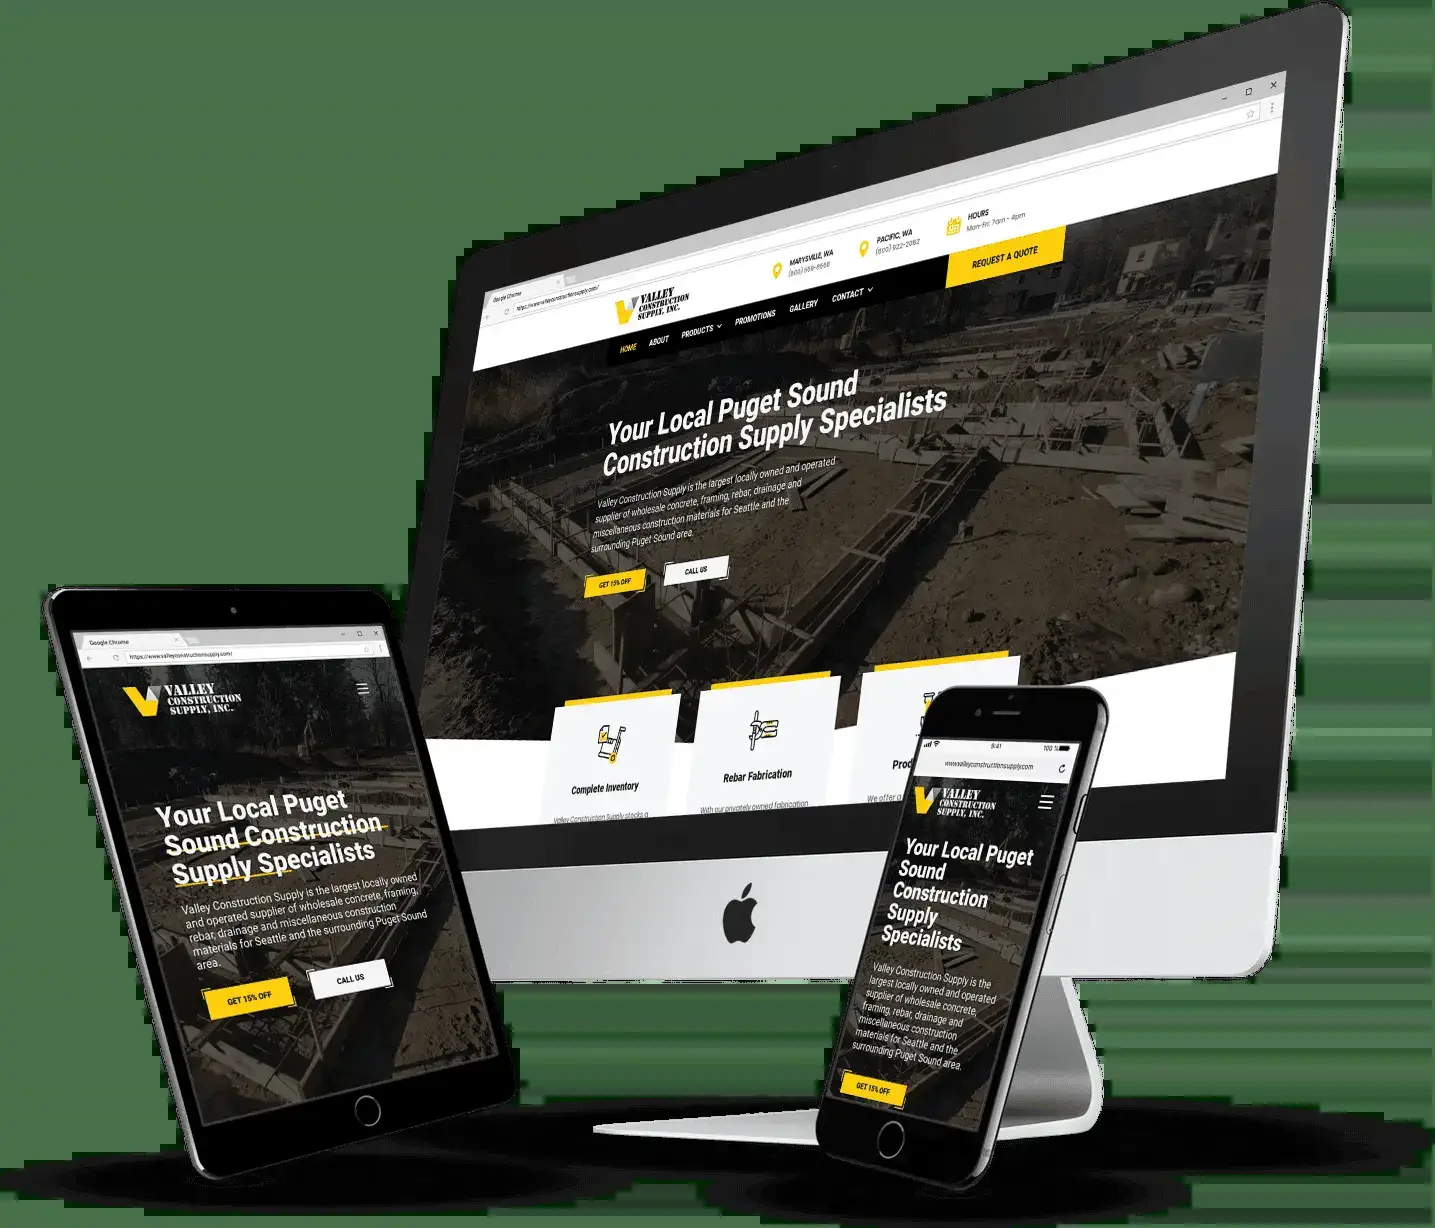 Google Chrome
https://www.valleyconstructionsupply.com/
VALLEY
CONSTRUCTION
SUPPLY, INC.
MARYSVILLE, WA
PACIFIC, WA
(800) 922-2082
HOURS
Mon-Fri: 7am - 4pm
HOME
ABOUT
PRODUCTS
PROMOTIONS
GALLERY
CONTACT
REQUEST A QUOTE
Your Local Puget Sound
Construction Supply Specialists
Valley Construction Supply is the largest locally owned and operated
supplier of wholesale concrete, framing, rebar, drainage and
miscellaneous construction materials for Seattle and the
surrounding Puget Sound area.
GET 15% OFF
CALL US
Complete Inventory
Valley Construction Supply stocks a
Rebar Fabrication
With our privately owned fabrication
Prod
We offer a
Google Chrome
https://www.valleyconstructionsupply.com/
VALLEY
CONSTRUCTION
SUPPLY, INC.
Your Local Puget
Sound Construction
Supply Specialists
Valley Construction Supply is the largest locally owned
and operated supplier of wholesale concrete, framing,
rebar, drainage and miscellaneous construction
materials for Seattle and the surrounding Puget Sound
area.
GET 15% OFF
CALL US
9:41
100 %
www.valleyconstructionsupply.com
VALLEY
CONSTRUCTION
SUPPLY, INC.
Your Local Puget
Sound
Construction
Supply
Specialists
Valley Construction Supply is the
largest locally owned and operated
supplier of wholesale concrete,
framing, rebar, drainage and
miscellaneous construction
materials for Seattle and the
surrounding Puget Sound area.
GET 15% OFF